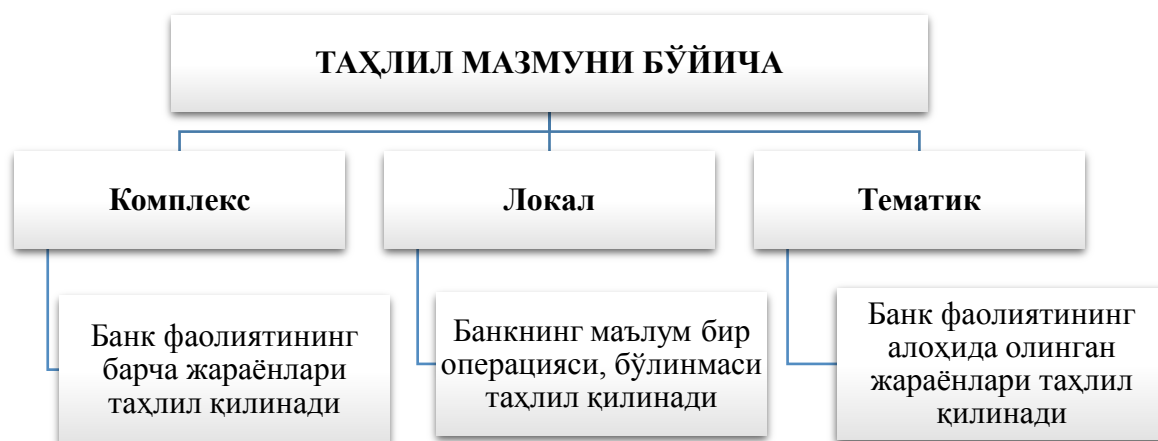 ТАҲЛИЛ МАЗМУНИ БЎЙИЧА
Комплекс
Банк фаолиятининг
барча жараёнлари
таҳлил қилинади
Локал
Банкнинг маълум бир
операцияси, бўлинмаси
таҳлил қилинади
Тематик
Банк фаолиятининг
алоҳида олинган
жараёнлари таҳлил
қилинади